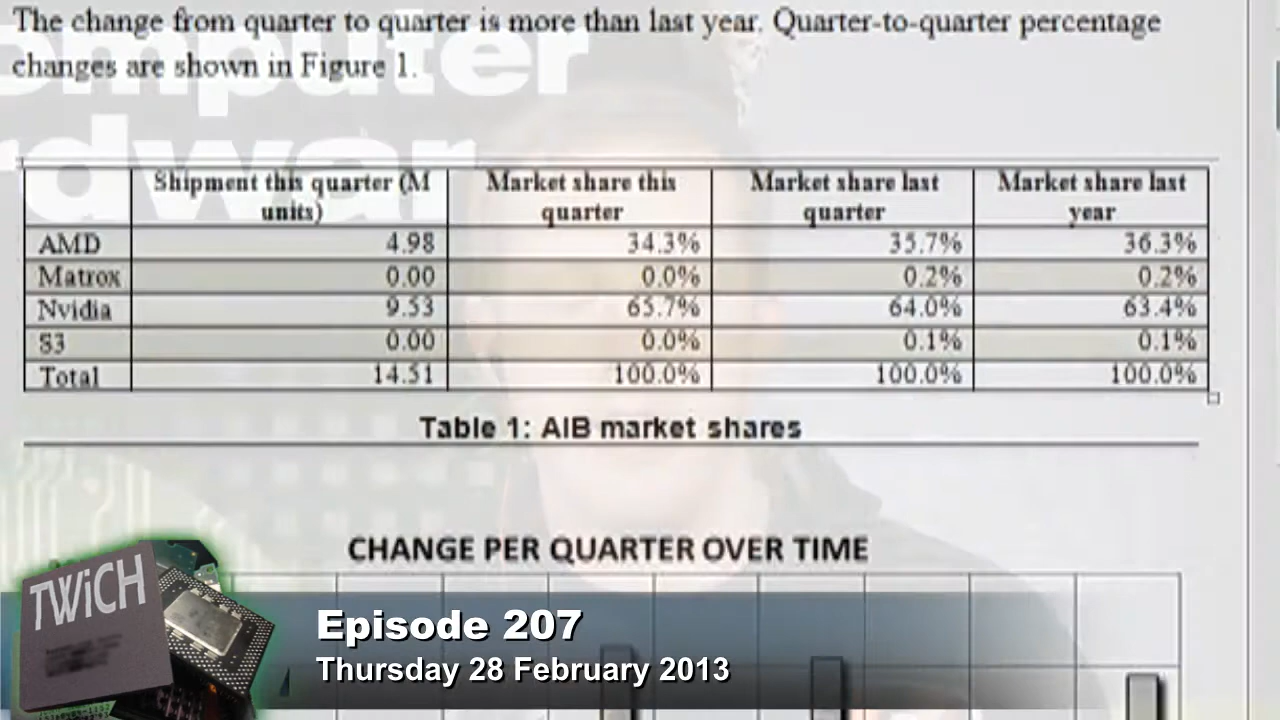 The change from quarter to quarter is more than last year. Quarter-to-quarter percentage
changes are shown in Figure 1.
omputer
rdwar
Shipment this quarter (M units) Market share this quarter Market share last quarter Market share last year
AMD 4.98 34.3% 35.7% 36.3%
Matrox 0.00 0.0% 0.2% 0.2%
Nvidia 9.53 65.7% 64.0% 63.4%
S3 0.00 0.0% 0.1% 0.1%
Total 14.51 100.0% 100.0% 100.0%
Table 1: AIB market shares
CHANGE PER QUARTER OVER TIME
TWiCH
Episode 207
Thursday 28 February 2013